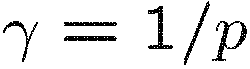 γ = 1/p